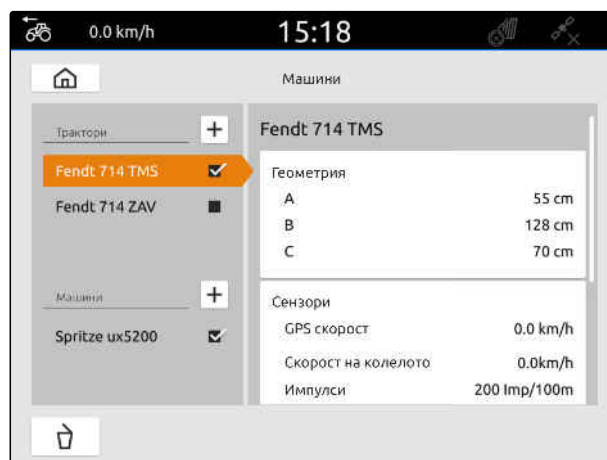 0.0 km/h
15:18
Машини
Трактори
Fendt 714 TMS
Fendt 714 ZAV
Машини
Spritze ux5200
Fendt 714 TMS
Геометрия
A 55 cm
B 128 cm
C 70 cm
Сензори
GPS скорост 0.0 km/h
Скорост на колелото 0.0km/h
Импулси 200 Imp/100m